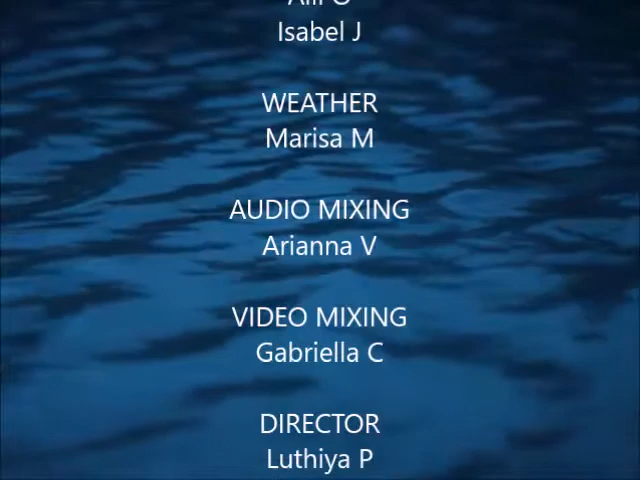 Isabel J
WEATHER
Marisa M
AUDIO MIXING
Arianna V
VIDEO MIXING
Gabriella C
DIRECTOR
Luthiya P